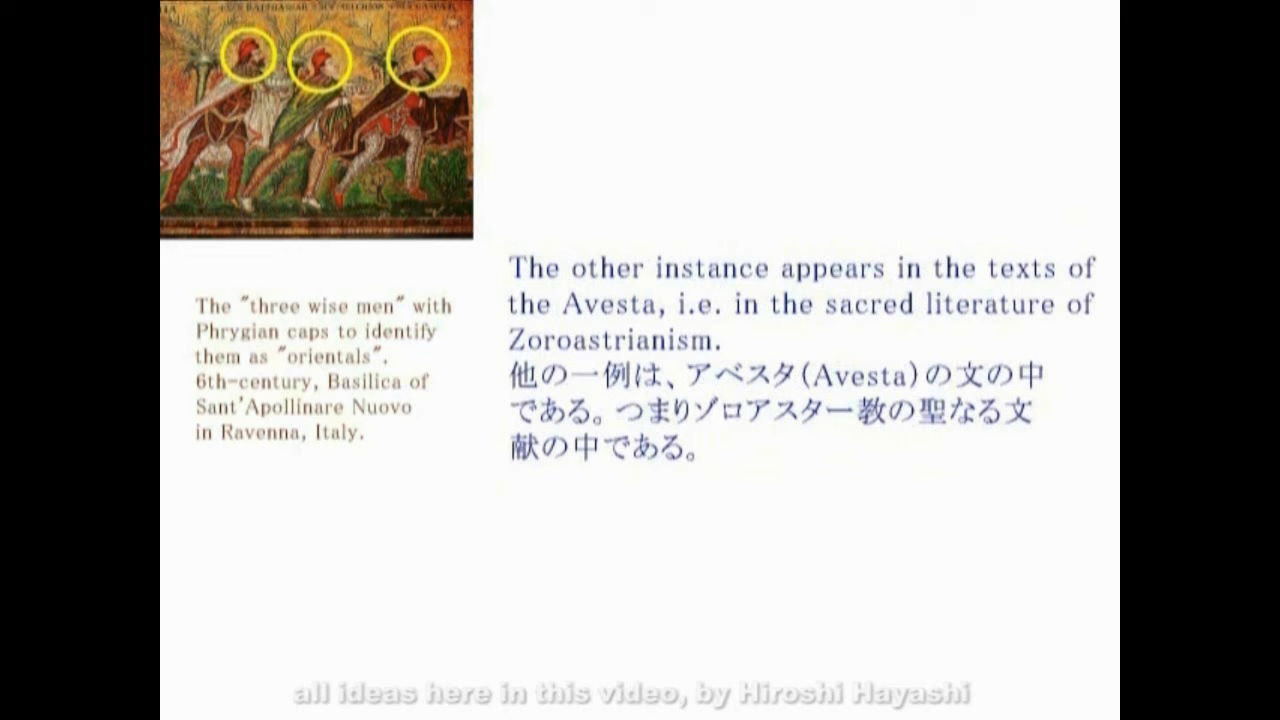 The "three wise men" with
Phrygian caps to identify
them as "orientals".
6th-century, Basilica of
Sant'Apollinare Nuovo
in Ravenna, Italy.
The other instance appears in the texts of
the Avesta, i.e. in the sacred literature of
Zoroastrianism.
他の一例は、アベスタ(Avesta)の文の中
である。つまりゾロアスター教の聖なる文
献の中である。
all ideas here in this video, by Hiroshi Hayashi